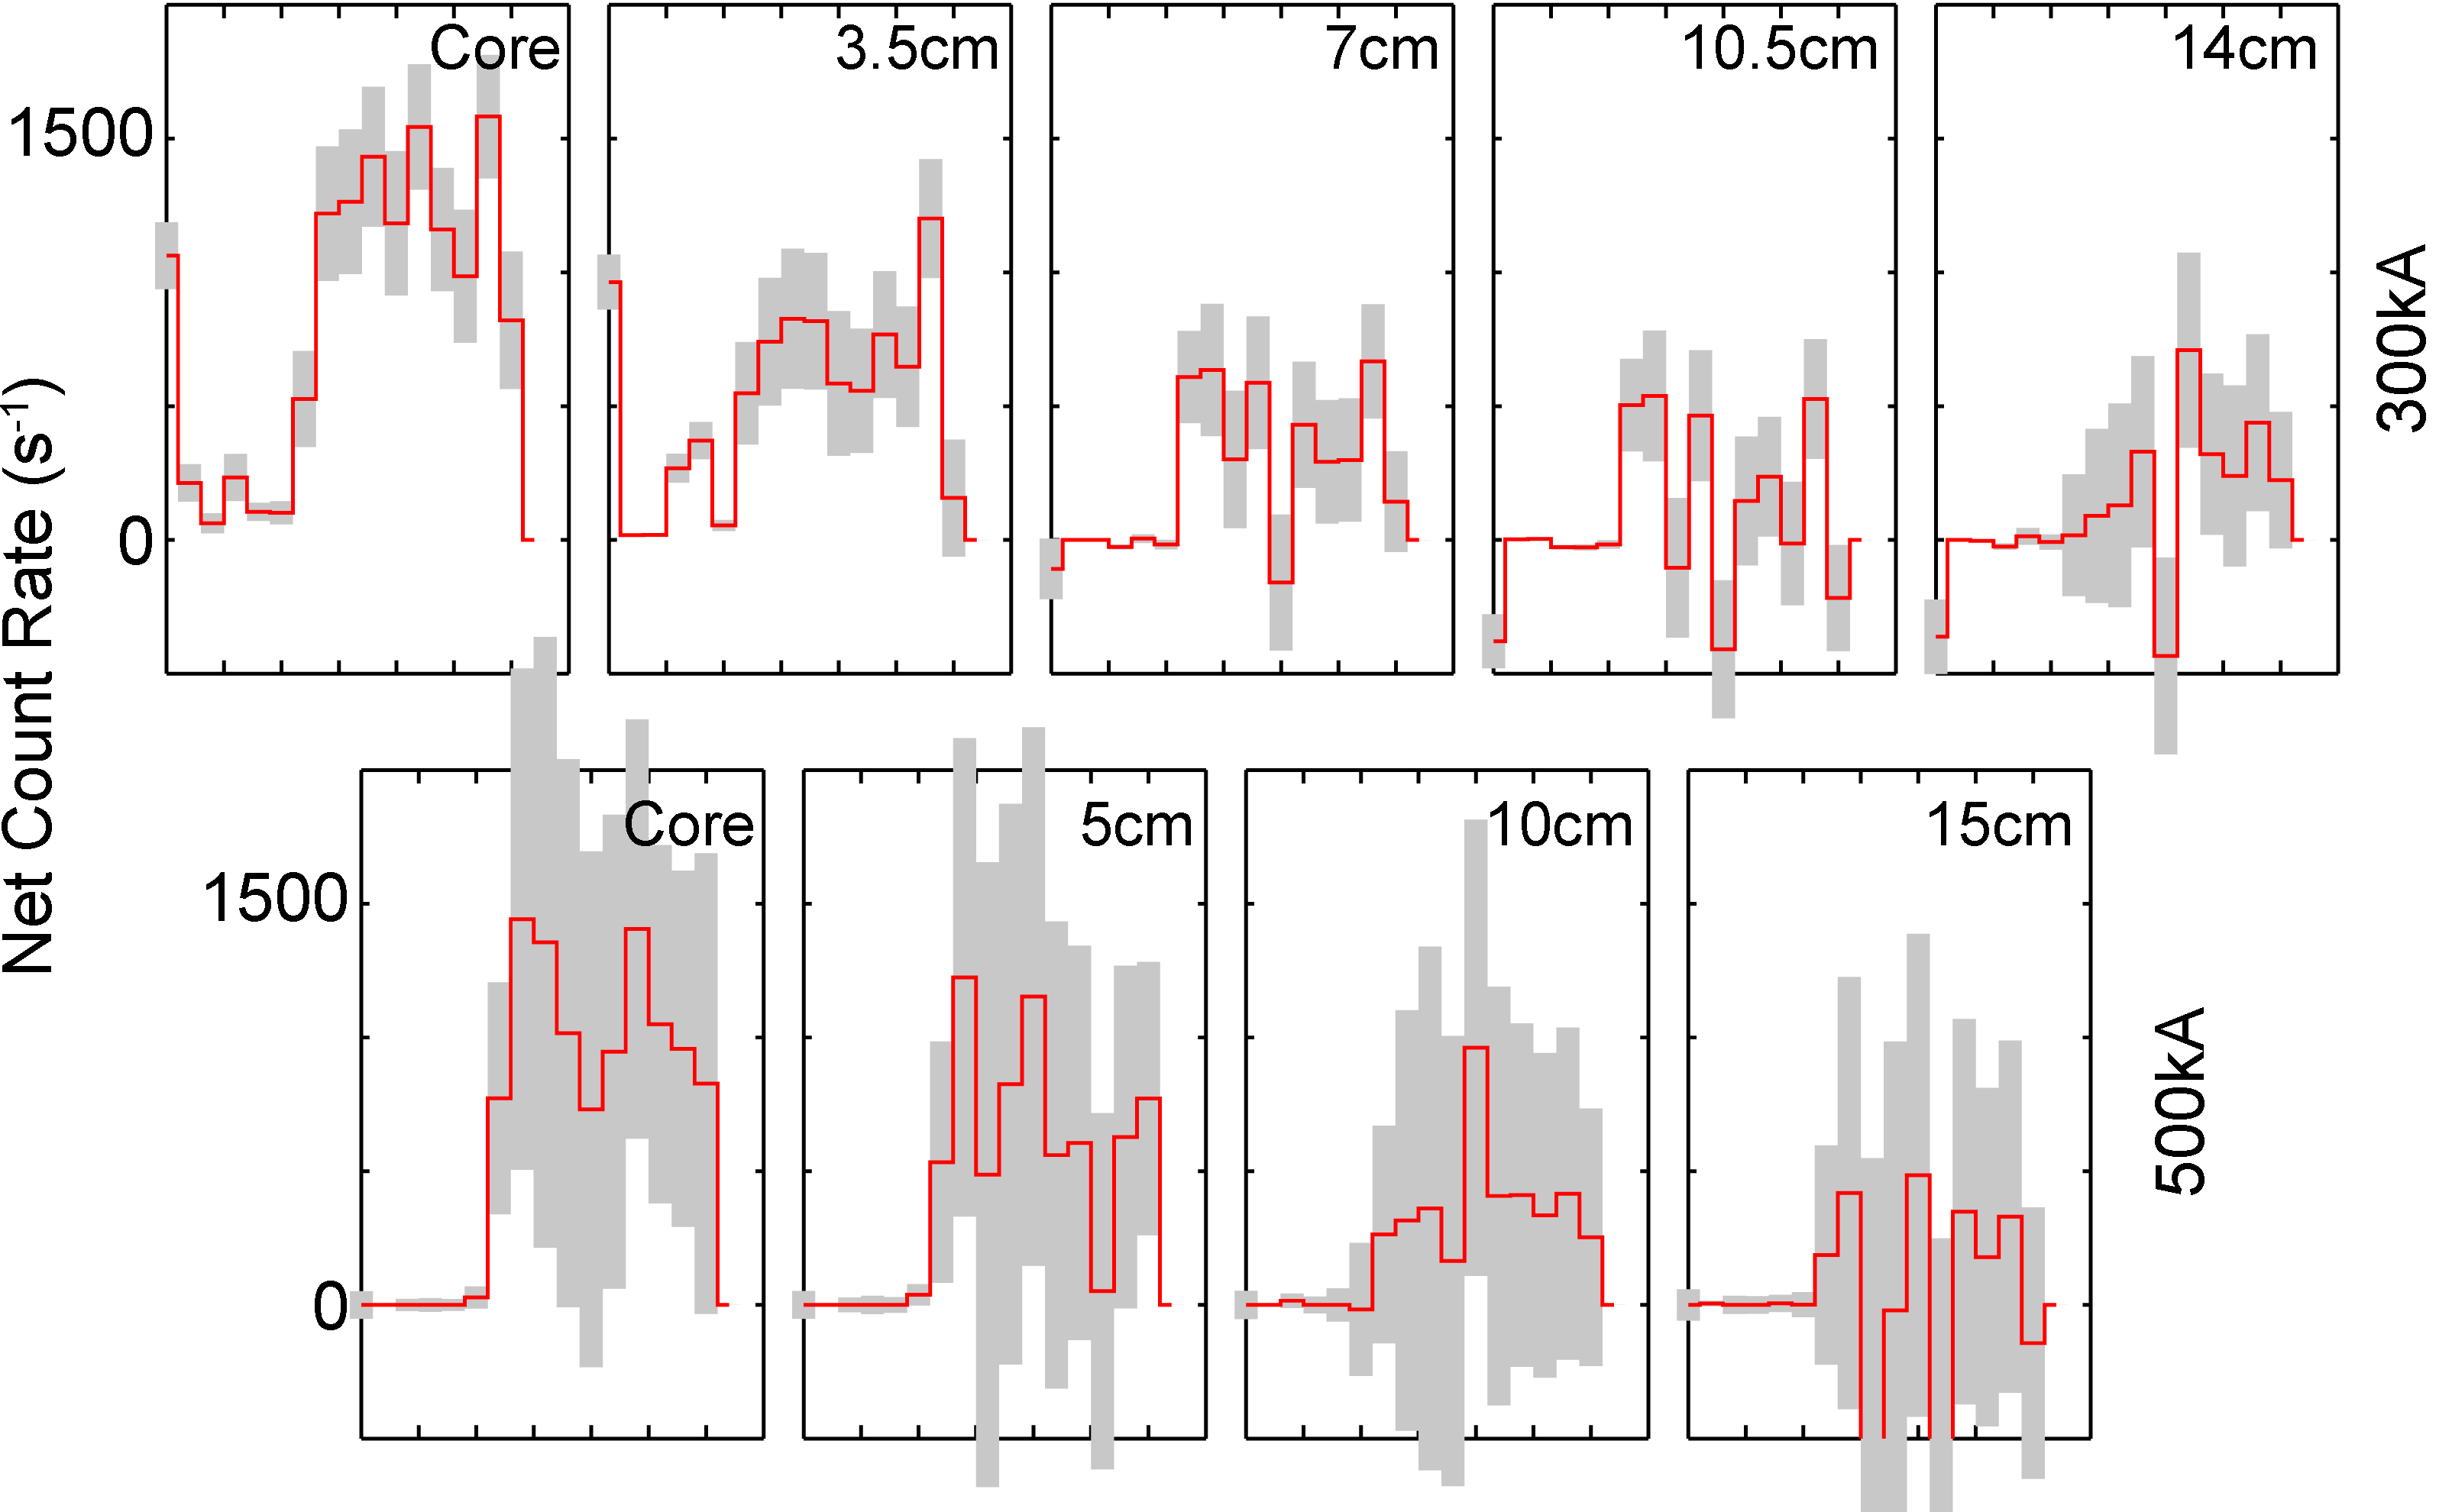 Core
3.5cm
7cm
10.5cm
14cm
1500
0
300kA
Net Count Rate (s⁻¹)
Core
5cm
10cm
15cm
1500
0
500kA